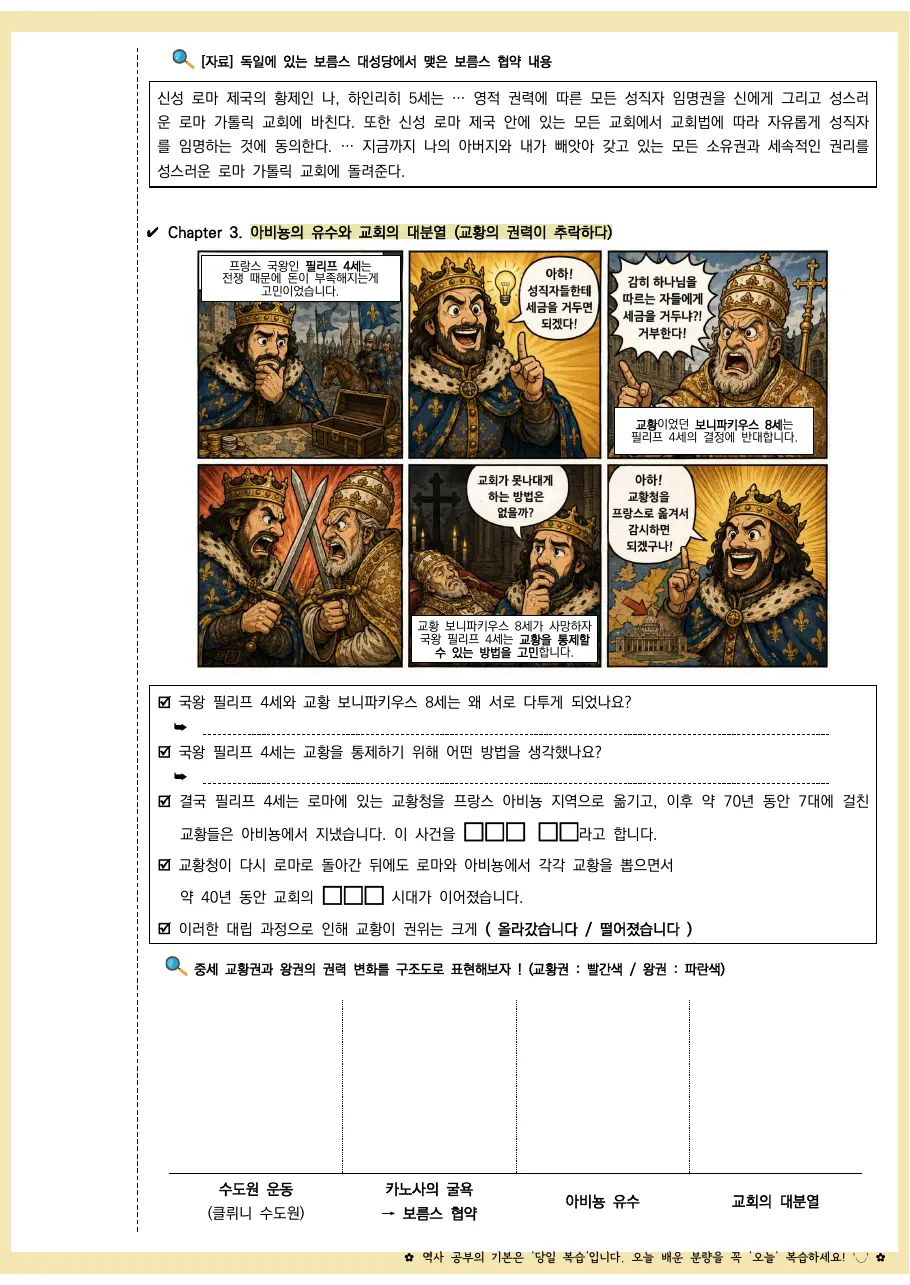 [자료] 독일에 있는 보름스 대성당에서 맺은 보름스 협약 내용
신성 로마 제국의 황제인 나, 하인리히 5세는 … 영적 권력에 따른 모든 성직자 임명권을 신에게 그리고 성스러
운 로마 가톨릭 교회에 바친다. 또한 신성 로마 제국 안에 있는 모든 교회에서 교회법에 따라 자유롭게 성직자
를 임명하는 것에 동의한다. … 지금까지 나의 아버지와 내가 빼앗아 갖고 있는 모든 소유권과 세속적인 권리를
성스러운 로마 가톨릭 교회에 돌려준다.
✔ Chapter 3. 아비뇽의 유수와 교회의 대분열 (교황의 권력이 추락하다)
프랑스 국왕인 필리프 4세는
전쟁 때문에 돈이 부족해지는게
고민이었습니다.
아하!
성직자들한테
세금을 거두면
되겠다!
감히 하나님을
따르는 자들에게
세금을 거두냐?!
거부한다!
교황이었던 보니파키우스 8세는
필리프 4세의 결정에 반대합니다.
교회가 못나대게
하는 방법은
없을까?
교황 보니파키우스 8세가 사망하자
국왕 필리프 4세는 교황을 통제할
수 있는 방법을 고민합니다.
아하!
교황청을
프랑스로 옮겨서
감시하면
되겠구나!
☑ 국왕 필리프 4세와 교황 보니파키우스 8세는 왜 서로 다투게 되었나요?
➥
☑ 국왕 필리프 4세는 교황을 통제하기 위해 어떤 방법을 생각했나요?
➥
☑ 결국 필리프 4세는 로마에 있는 교황청을 프랑스 아비뇽 지역으로 옮기고, 이후 약 70년 동안 7대에 걸친
교황들은 아비뇽에서 지냈습니다. 이 사건을 □□□ □□라고 합니다.
☑ 교황청이 다시 로마로 돌아간 뒤에도 로마와 아비뇽에서 각각 교황을 뽑으면서
약 40년 동안 교회의 □□□ 시대가 이어졌습니다.
☑ 이러한 대립 과정으로 인해 교황이 권위는 크게 ( 올라갔습니다 / 떨어졌습니다 )
중세 교황권과 왕권의 권력 변화를 구조도로 표현해보자 ! (교황권 : 빨간색 / 왕권 : 파란색)
수도원 운동
(클뤼니 수도원)
카노사의 굴욕
→ 보름스 협약
아비뇽 유수
교회의 대분열
✿ 역사 공부의 기본은 '당일 복습'입니다. 오늘 배운 분량을 꼭 '오늘' 복습하세요! '◡' ✿